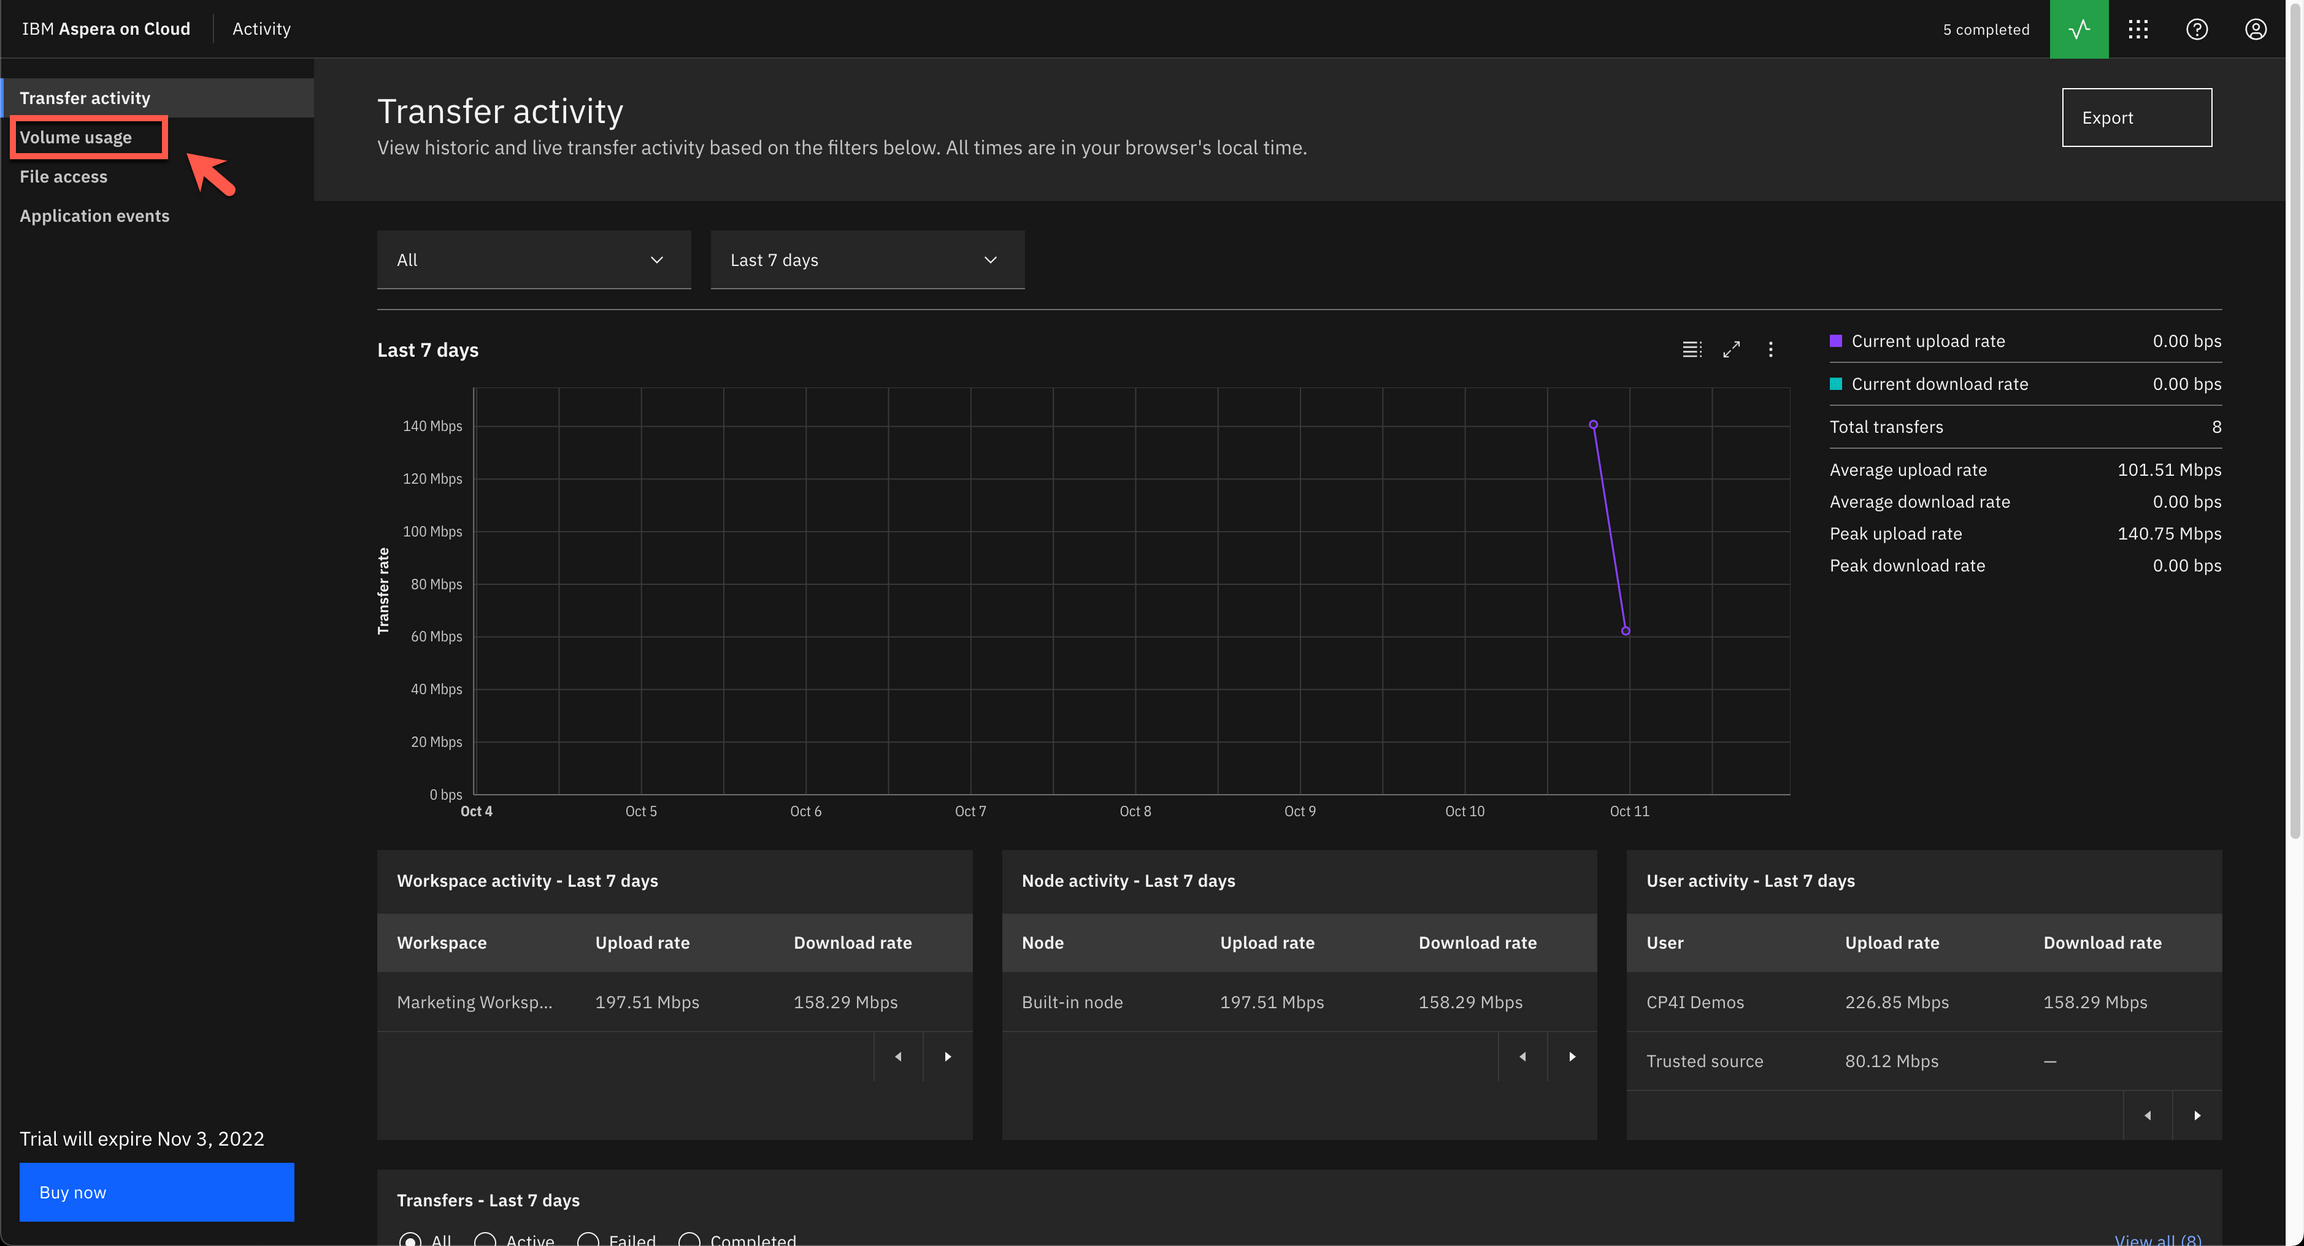 IBM Aspera on Cloud
Activity
5 completed
Transfer activity
Volume usage
File access
Application events
Trial will expire Nov 3, 2022
Buy now
Transfer activity
View historic and live transfer activity based on the filters below. All times are in your browser's local time.
Export
All
Last 7 days
Last 7 days
Transfer rate
140 Mbps
120 Mbps
100 Mbps
80 Mbps
60 Mbps
40 Mbps
20 Mbps
0 bps
Oct 4 Oct 5 Oct 6 Oct 7 Oct 8 Oct 9 Oct 10 Oct 11
Current upload rate 0.00 bps
Current download rate 0.00 bps
Total transfers 8
Average upload rate 101.51 Mbps
Average download rate 0.00 bps
Peak upload rate 140.75 Mbps
Peak download rate 0.00 bps
Workspace activity - Last 7 days
Workspace Upload rate Download rate
Marketing Worksp... 197.51 Mbps 158.29 Mbps
Node activity - Last 7 days
Node Upload rate Download rate
Built-in node 197.51 Mbps 158.29 Mbps
User activity - Last 7 days
User Upload rate Download rate
CP4I Demos 226.85 Mbps 158.29 Mbps
Trusted source 80.12 Mbps —
Transfers - Last 7 days
All Active Failed Completed
View all (8)